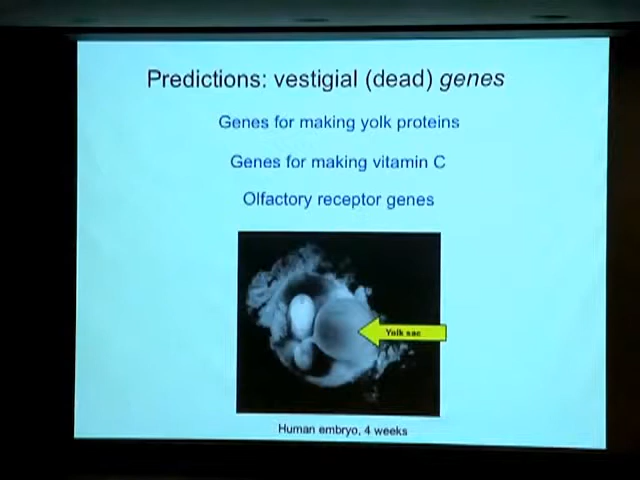 Predictions: vestigial (dead) genes
Genes for making yolk proteins
Genes for making vitamin C
Olfactory receptor genes
Yolk sac
Human embryo, 4 weeks